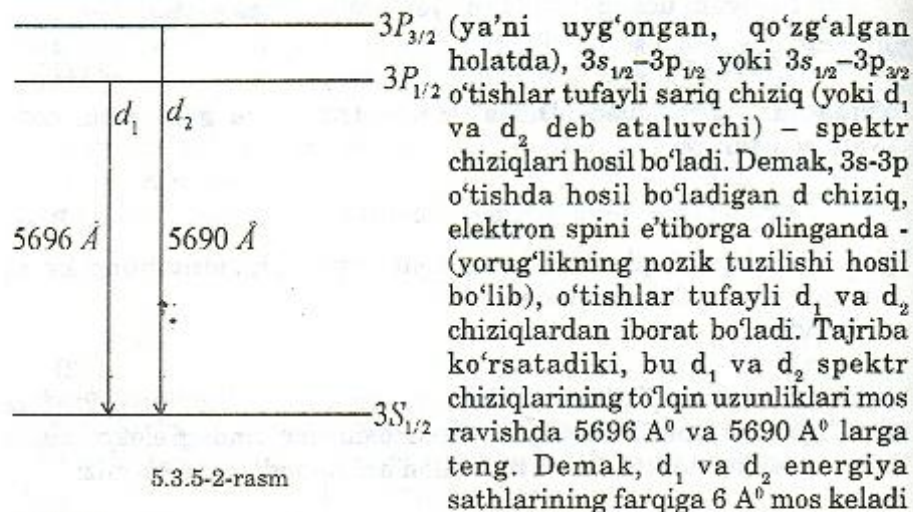 3P3/2
3P1/2
d1 d2
5696 Å 5690 Å
3S1/2
5.3.5-2-rasm
(ya'ni uyg‘ongan, qo‘zg‘algan
holatda), 3s1/2–3p1/2 yoki 3s1/2–3p3/2
o‘tishlar tufayli sariq chiziq (yoki d1
va d2 deb ataluvchi) – spektr
chiziqlari hosil bo‘ladi. Demak, 3s-3p
o‘tishda hosil bo‘ladigan d chiziq,
elektron spini e'tiborga olinganda -
(yorug‘likning nozik tuzilishi hosil
bo‘lib), o‘tishlar tufayli d1 va d2
chiziqlardan iborat bo‘ladi. Tajriba
ko‘rsatadiki, bu d1 va d2 spektr
chiziqlarining to‘lqin uzunliklari mos
ravishda 5696 A⁰ va 5690 A⁰ larga
teng. Demak, d1 va d2 energiya
sathlarining farqiga 6 A⁰ mos keladi